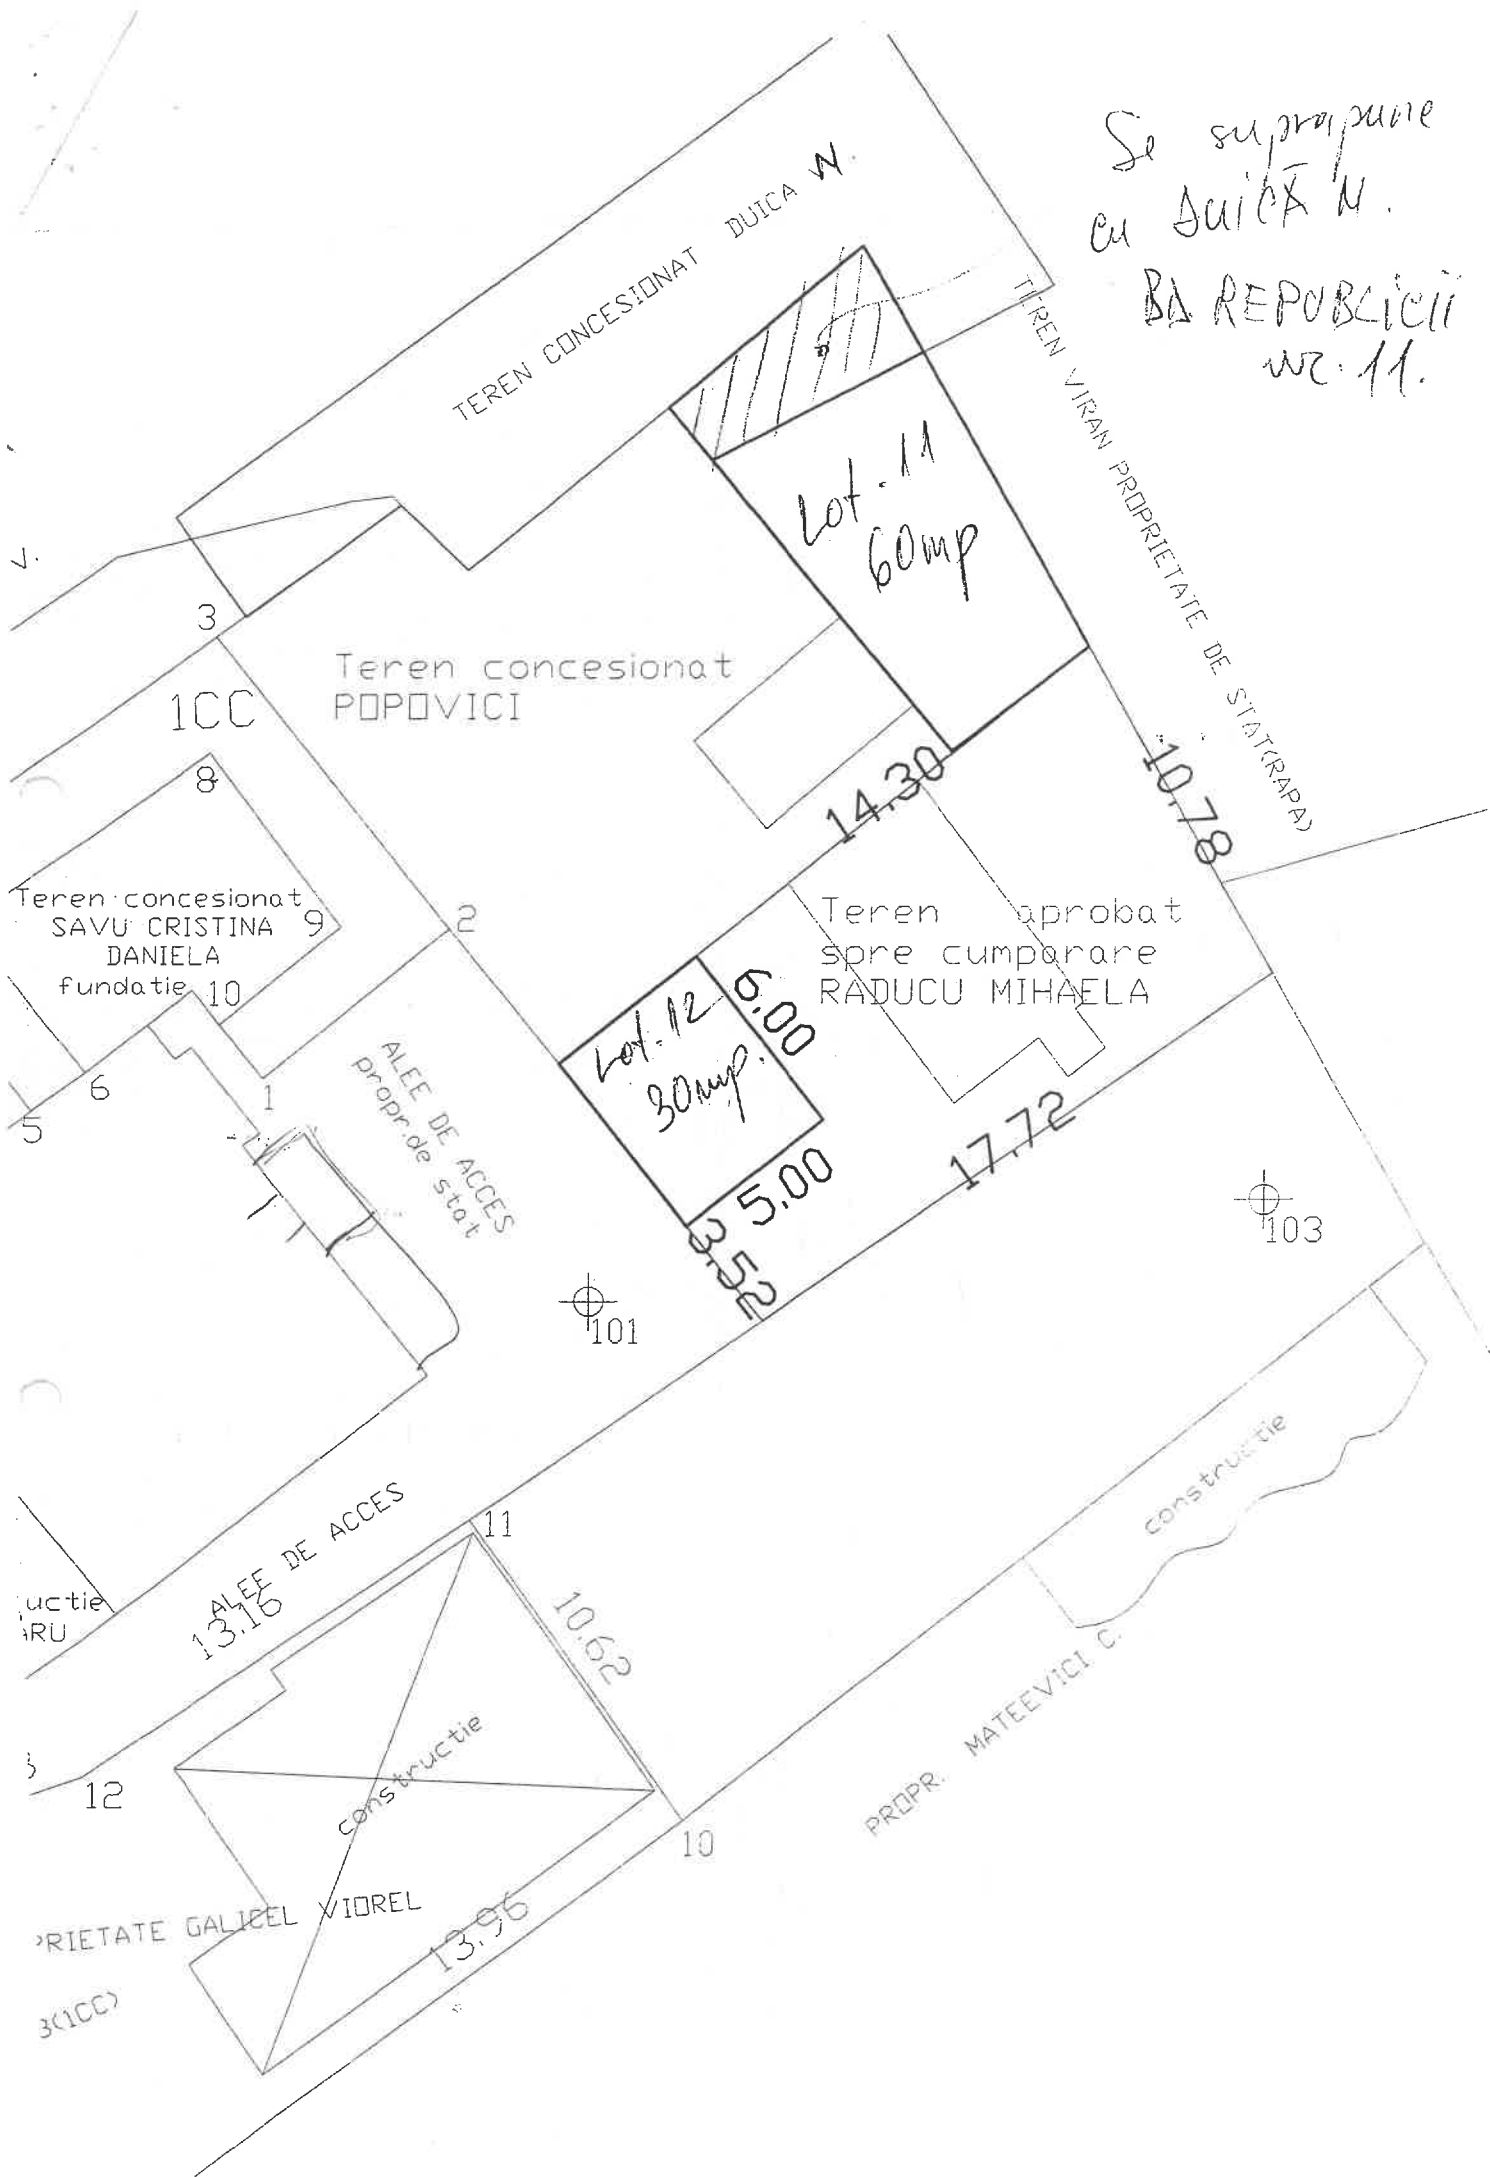 Se suprapune
cu DUICĂ N.
BD REPUBLICII
nr. 11.
TEREN CONCESIONAT DUICA N.
TEREN VIRAN PROPRIETATE DE STAT(RAPA)
Lot. 11
60mp
V.
3
1CC
Teren concesionat
POPOVICI
8
14.30
10.78
Teren concesionat
SAVU CRISTINA
DANIELA
fundatie
9
10
2
Teren aprobat
spre cumparare
RADUCU MIHAELA
Lot. 12
30mp.
6.00
5.00
3.52
17.72
6
5
1
ALEE DE ACCES
propr.de stat
101
103
constructie
ALEE DE ACCES
13.16
11
10.62
uctie
RU
3
12
constructie
10
PROPR. MATEEVICI C.
PRIETATE GALICEL VIOREL
13.96
3(1CC)